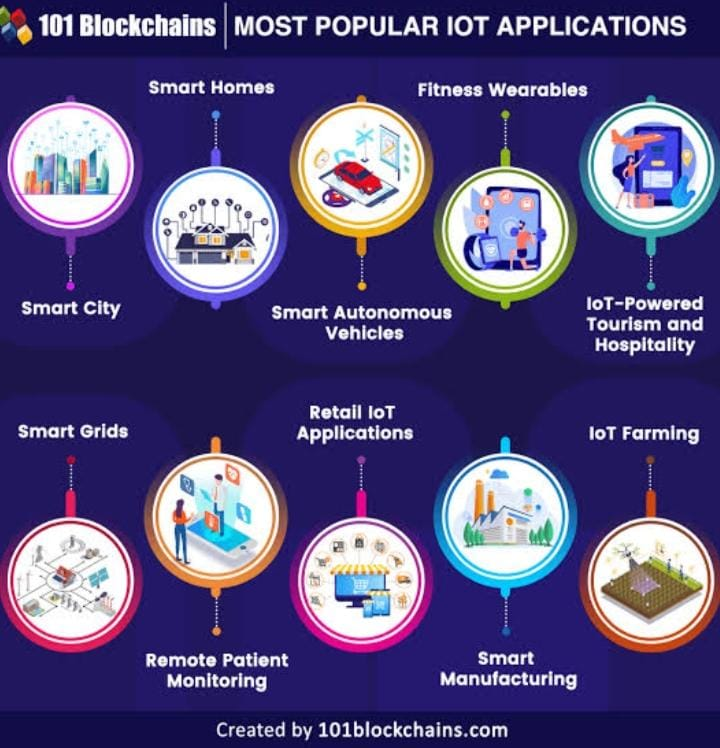 101 Blockchains
MOST POPULAR IOT APPLICATIONS
Smart Homes
Fitness Wearables
Smart City
Smart Autonomous
Vehicles
IoT-Powered
Tourism and
Hospitality
Smart Grids
Retail IoT
Applications
IoT Farming
Remote Patient
Monitoring
Smart
Manufacturing
Created by 101blockchains.com